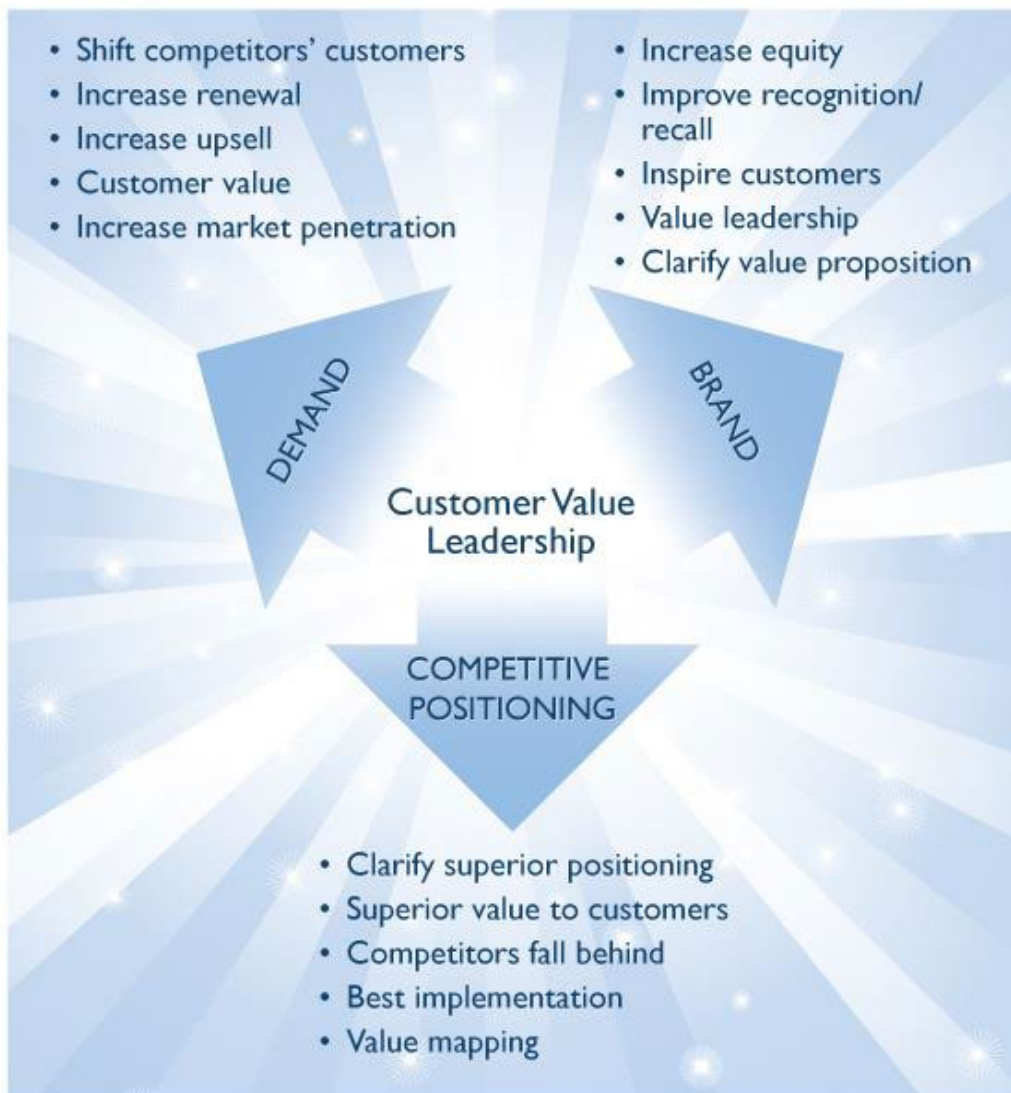 • Shift competitors’ customers
• Increase renewal
• Increase upsell
• Customer value
• Increase market penetration
• Increase equity
• Improve recognition/
recall
• Inspire customers
• Value leadership
• Clarify value proposition
DEMAND
BRAND
Customer Value
Leadership
COMPETITIVE
POSITIONING
• Clarify superior positioning
• Superior value to customers
• Competitors fall behind
• Best implementation
• Value mapping